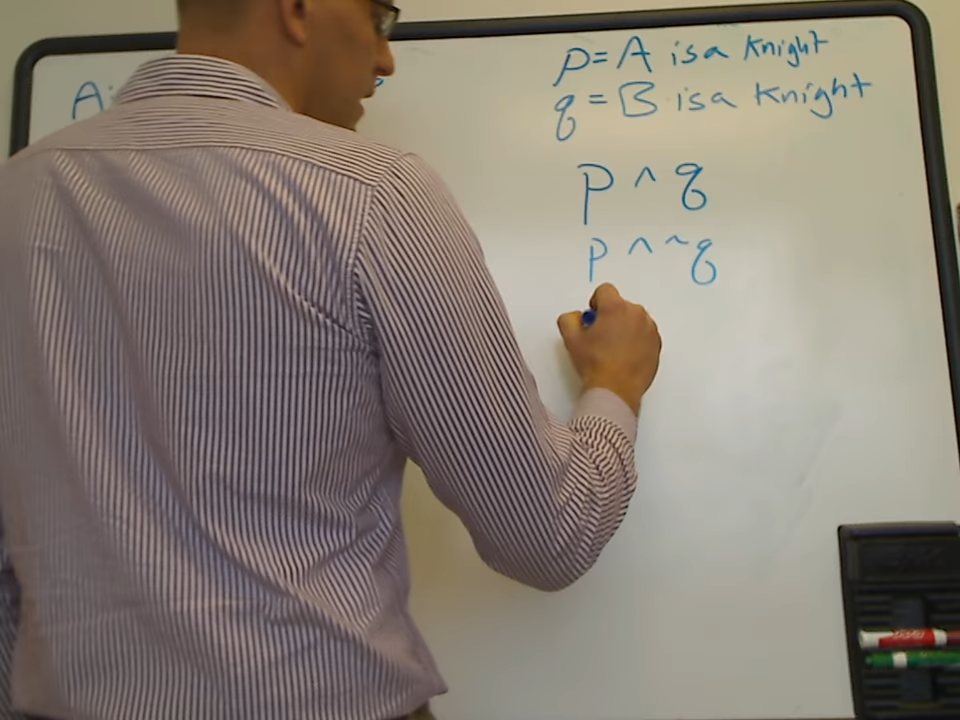 A:
p = A is a Knight
q = B is a Knight
p ^ q
p ^ ~q